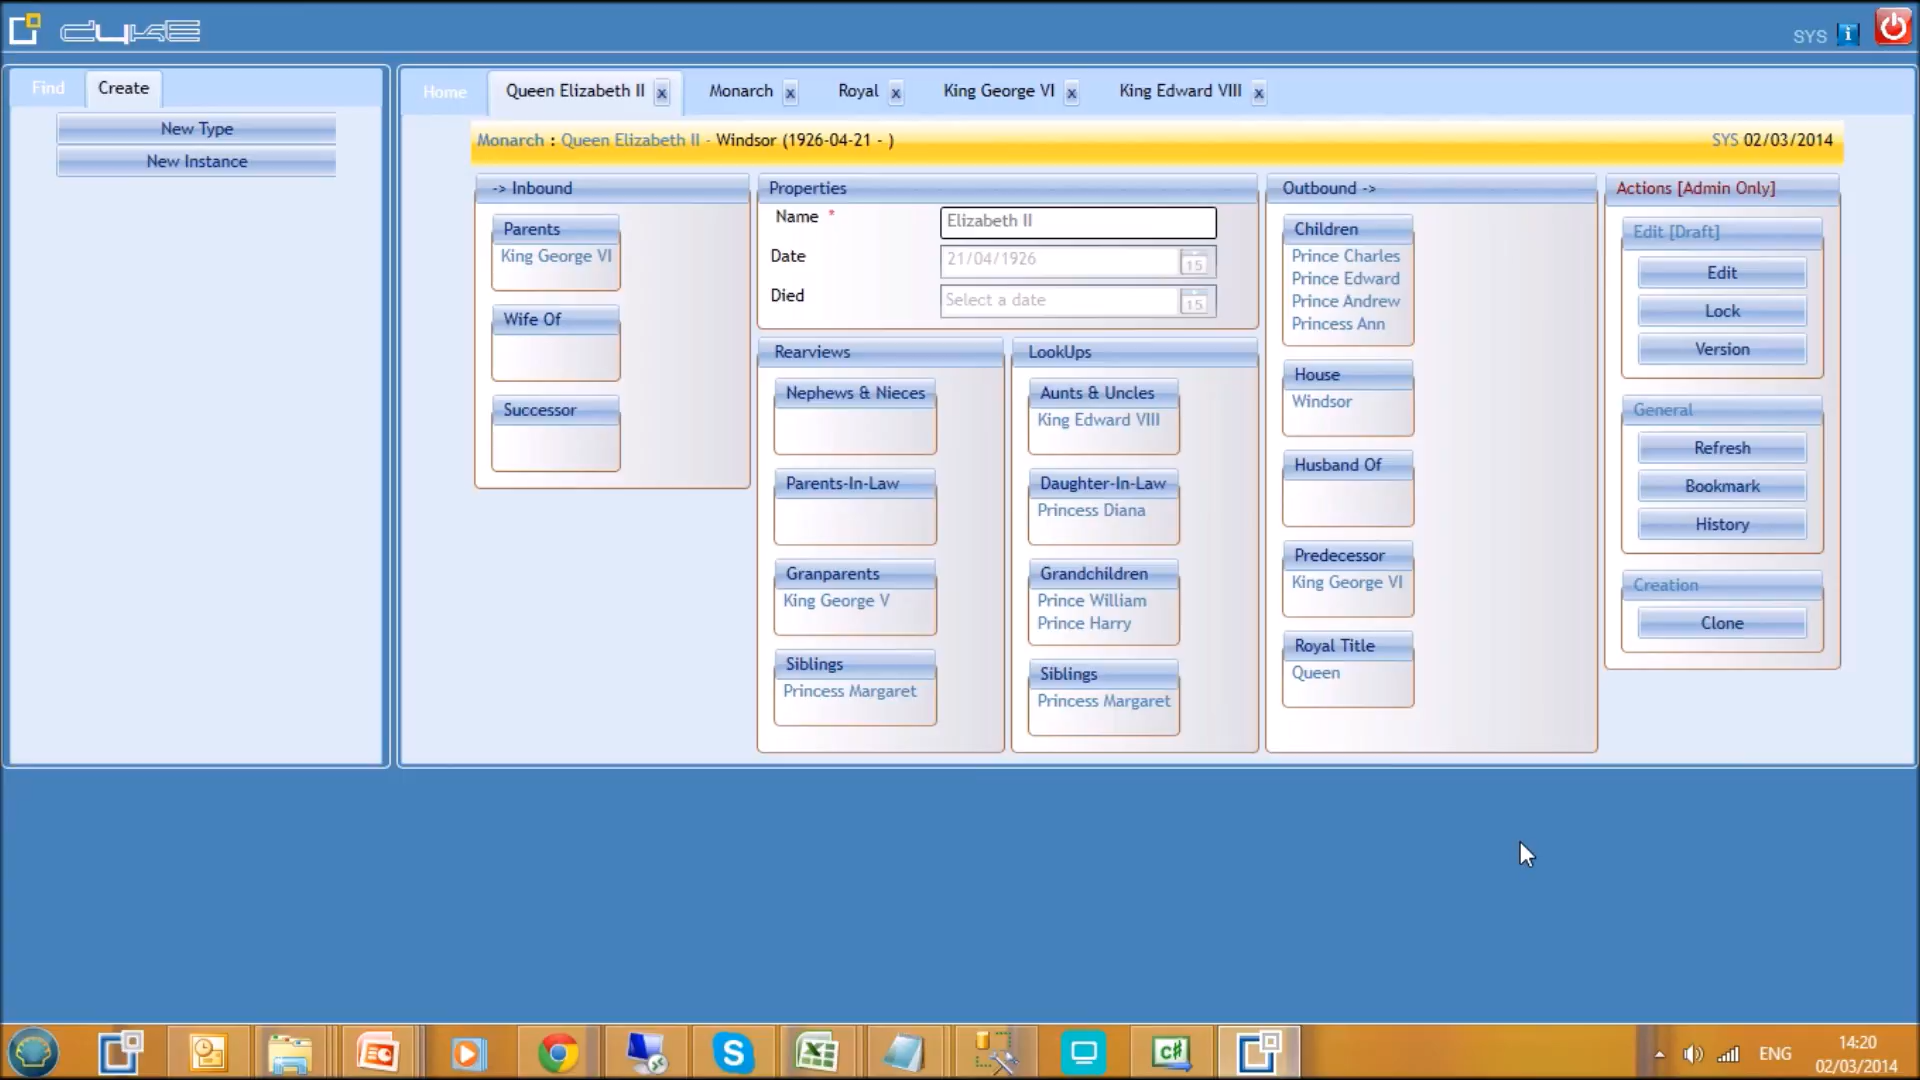 CUKE
SYS
Find
Create
New Type
New Instance
Home
Queen Elizabeth II x
Monarch x
Royal x
King George VI x
King Edward VIII x
Monarch : Queen Elizabeth II - Windsor (1926-04-21 - )
SYS 02/03/2014
-> Inbound
Parents
King George VI
Wife Of
Successor
Properties
Name *
Elizabeth II
Date
21/04/1926
15
Died
Select a date
15
Rearviews
Nephews & Nieces
Parents-In-Law
Granparents
King George V
Siblings
Princess Margaret
LookUps
Aunts & Uncles
King Edward VIII
Daughter-In-Law
Princess Diana
Grandchildren
Prince William
Prince Harry
Siblings
Princess Margaret
Outbound ->
Children
Prince Charles
Prince Edward
Prince Andrew
Princess Ann
House
Windsor
Husband Of
Predecessor
King George VI
Royal Title
Queen
Actions [Admin Only]
Edit [Draft]
Edit
Lock
Version
General
Refresh
Bookmark
History
Creation
Clone
ENG
14:20
02/03/2014